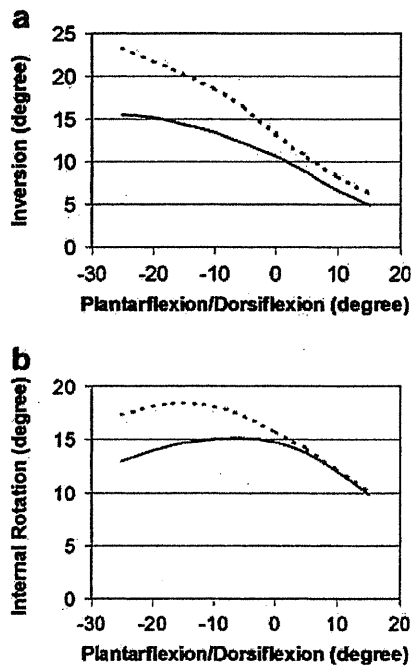 a
Inversion (degree)
25
20
15
10
5
0
-30 -20 -10 0 10 20
Plantarflexion/Dorsiflexion (degree)
b
Internal Rotation (degree)
20
15
10
5
0
-30 -20 -10 0 10 20
Plantarflexion/Dorsiflexion (degree)